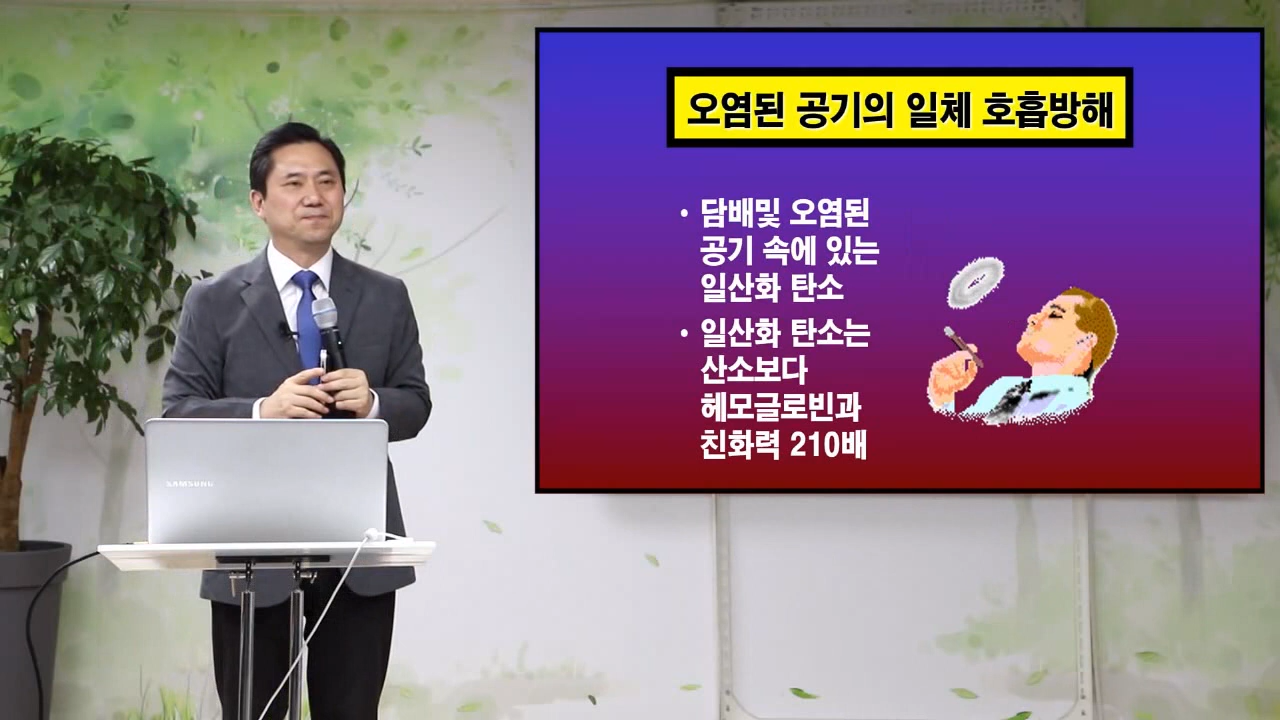 오염된 공기의 일체 호흡방해
• 담배및 오염된
공기 속에 있는
일산화 탄소
• 일산화 탄소는
산소보다
헤모글로빈과
친화력 210배
SAMSUNG